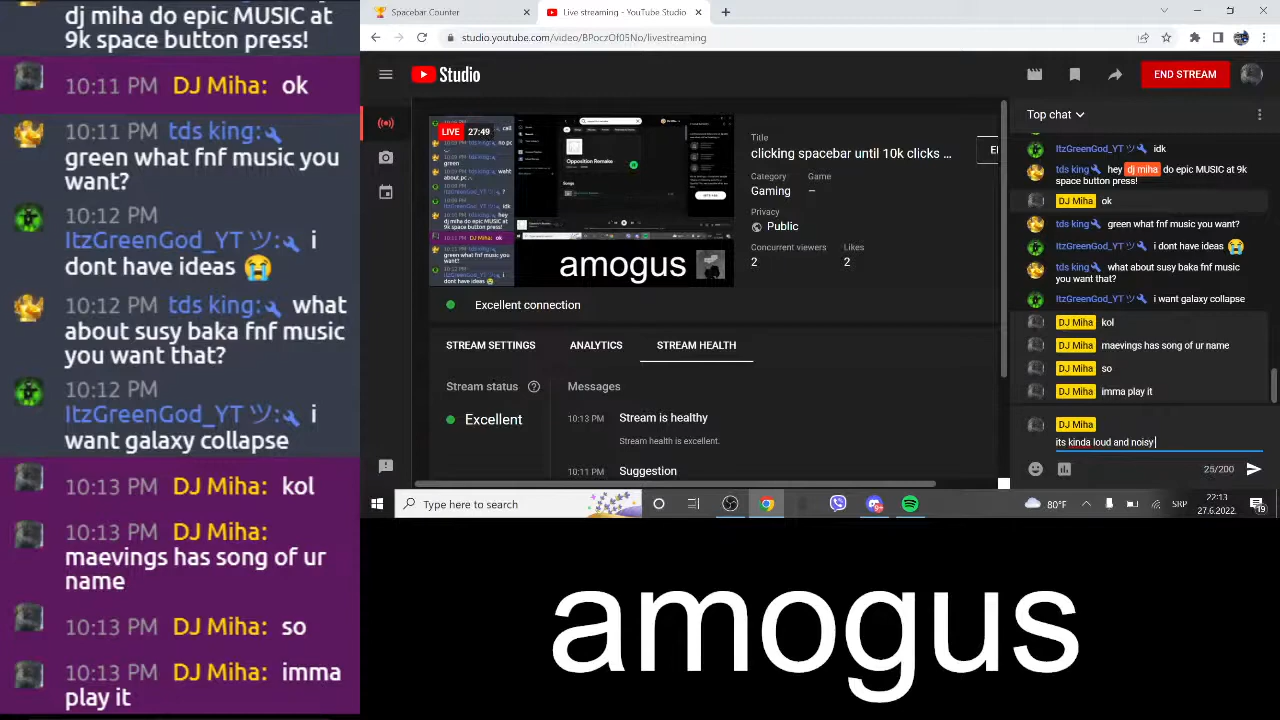 dj miha do epic MUSIC at
9k space button press!
10:11 PM DJ Miha: ok
10:11 PM tds king:
green what fnf music you
want?
10:12 PM
ItzGreenGod_YT ツ: i
dont have ideas 😭
10:12 PM tds king: what
about susy baka fnf music
you want that?
10:12 PM
ItzGreenGod_YT ツ: i
want galaxy collapse
10:13 PM DJ Miha: kol
10:13 PM DJ Miha:
maevings has song of ur
name
10:13 PM DJ Miha: so
10:13 PM DJ Miha: imma
play it
Spacebar Counter
Live streaming - YouTube Studio
studio.youtube.com/video/BPoczOf05No/livestreaming
Studio
END STREAM
LIVE 27:49
Opposition Remake
Songs
amogus
Title
clicking spacebar until 10k clicks ...
Category Game
Gaming –
Privacy
Public
Concurrent viewers Likes
2 2
Excellent connection
STREAM SETTINGS ANALYTICS STREAM HEALTH
Stream status Messages
Excellent
10:13 PM Stream is healthy
Stream health is excellent.
10:11 PM Suggestion
Top chat
ItzGreenGod_YT ツ idk
tds king hey dj miha do epic MUSIC at 9k
space button press!
DJ Miha ok
tds king green what fnf music you want?
ItzGreenGod_YT ツ i dont have ideas 😭
tds king what about susy baka fnf music
you want that?
ItzGreenGod_YT ツ i want galaxy collapse
DJ Miha kol
DJ Miha maevings has song of ur name
DJ Miha so
DJ Miha imma play it
DJ Miha
its kinda loud and noisy
25/200
Type here to search
80°F
SRP
22:13
27.6.2022.
19
amogus